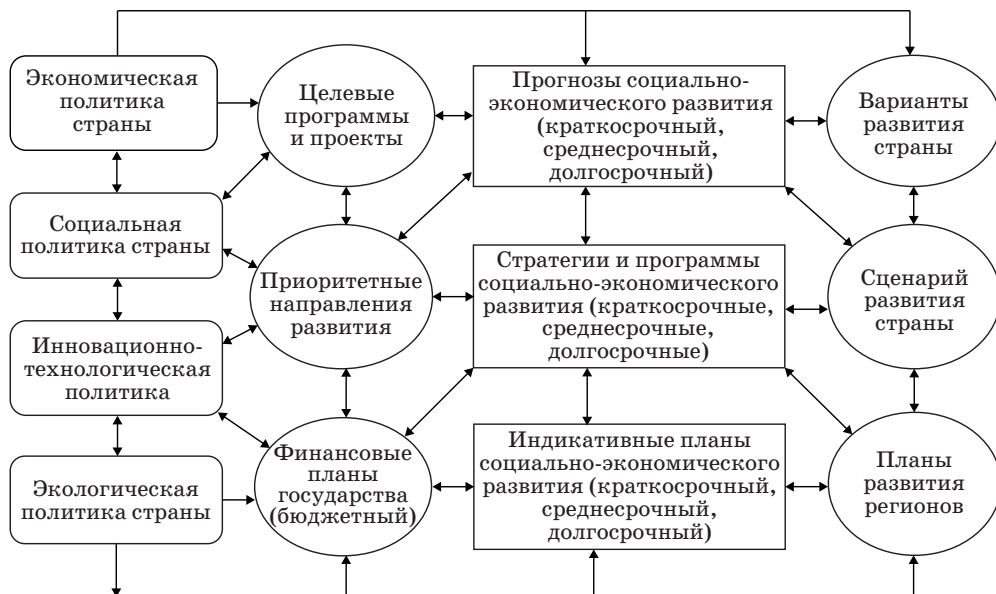 Экономическая
политика
страны
Целевые
программы
и проекты
Прогнозы социально-
экономического развития
(краткосрочный,
среднесрочный,
долгосрочный)
Варианты
развития
страны
Социальная
политика страны
Приоритетные
направления
развития
Стратегии и программы
социально-экономического
развития (краткосрочные,
среднесрочные,
долгосрочные)
Сценарий
развития
страны
Инновационно-
технологическая
политика
Экологическая
политика страны
Финансовые
планы
государства
(бюджетный)
Индикативные планы
социально-экономического
развития (краткосрочный,
среднесрочный,
долгосрочный)
Планы
развития
регионов